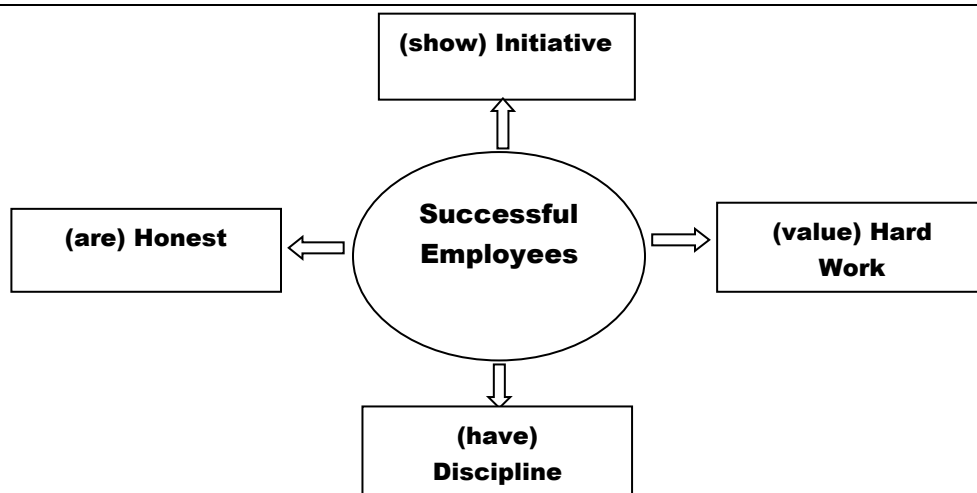 (show) Initiative
(are) Honest
Successful
Employees
(value) Hard
Work
(have)
Discipline